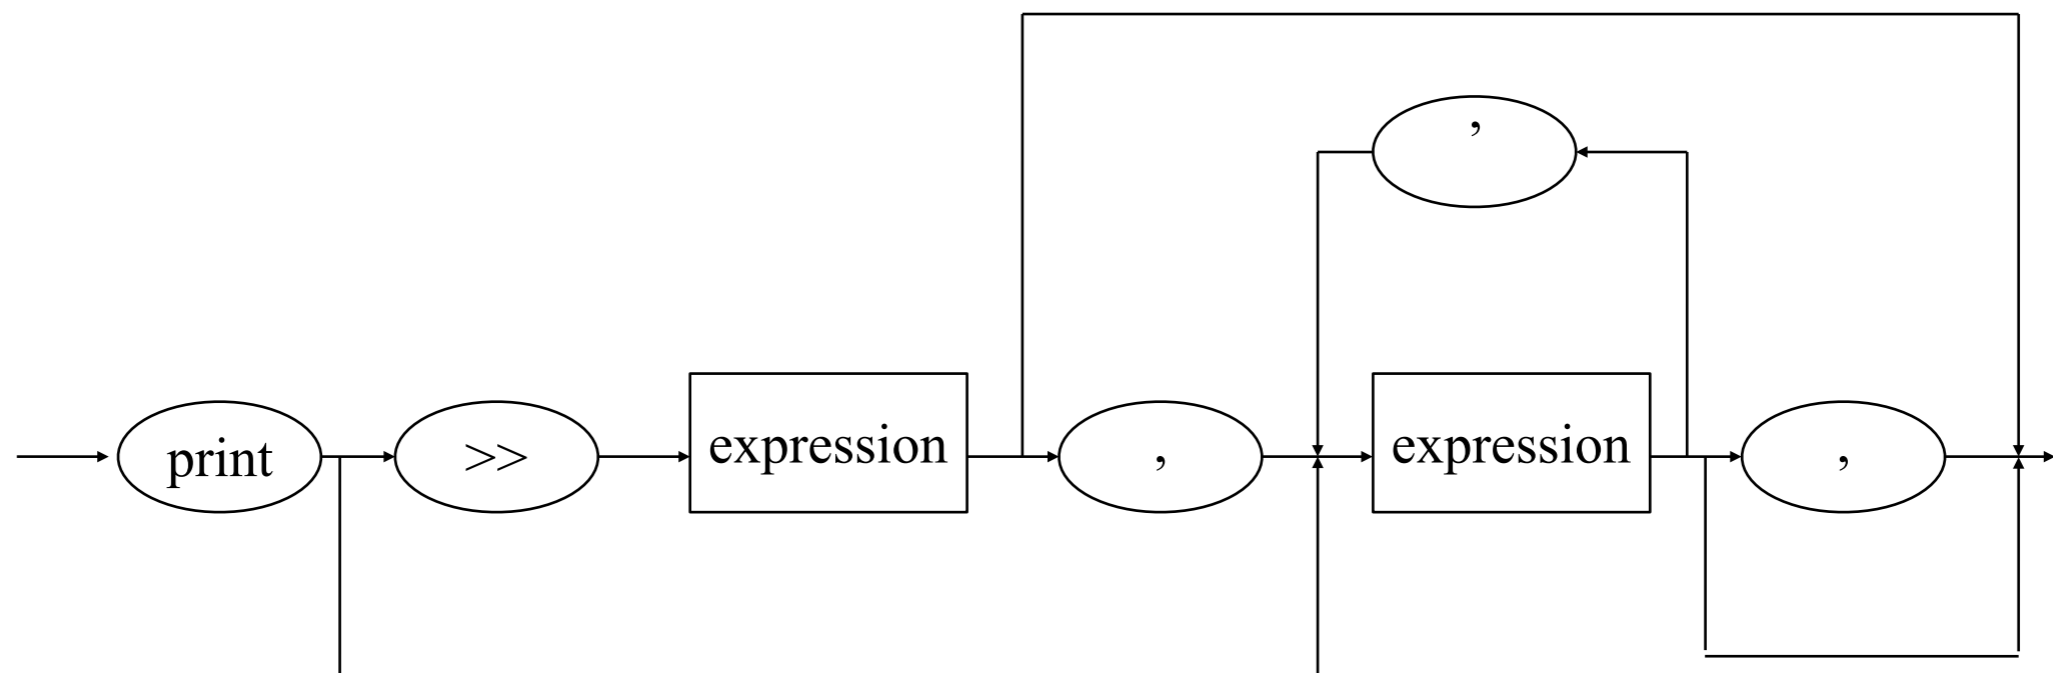 ,
print >> expression , expression ,